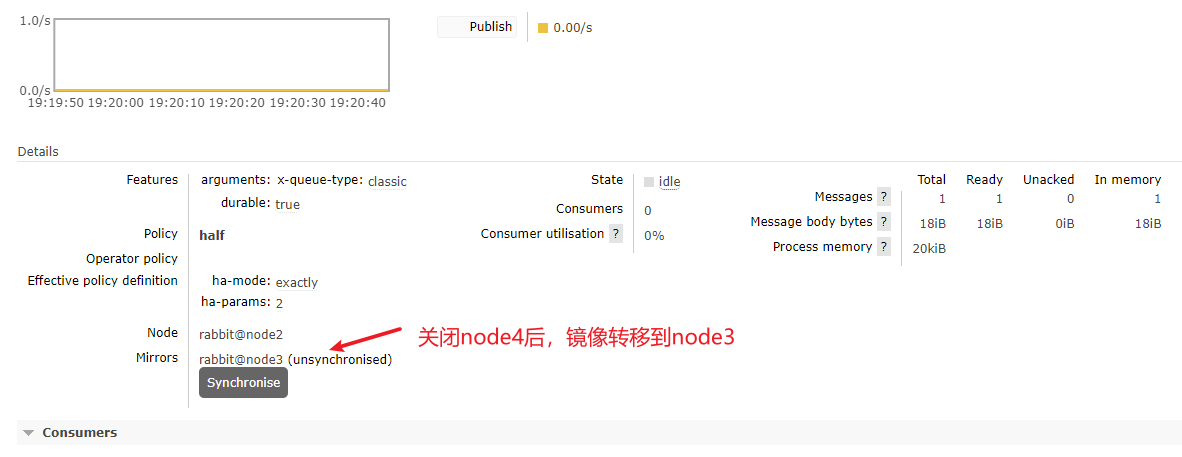 1.0/s
0.0/s
19:19:50 19:20:00 19:20:10 19:20:20 19:20:30 19:20:40
Publish
0.00/s
Details
Features
arguments: x-queue-type: classic
durable: true
Policy
half
Operator policy
Effective policy definition
ha-mode: exactly
ha-params: 2
Node
rabbit@node2
Mirrors
rabbit@node3 (unsynchronised)
Synchronise
State
idle
Consumers
0
Consumer utilisation ?
0%
Total Ready Unacked In memory
Messages ? 1 1 0 1
Message body bytes ? 18iB 18iB 0iB 18iB
Process memory ? 20kiB
关闭node4后，镜像转移到node3
Consumers